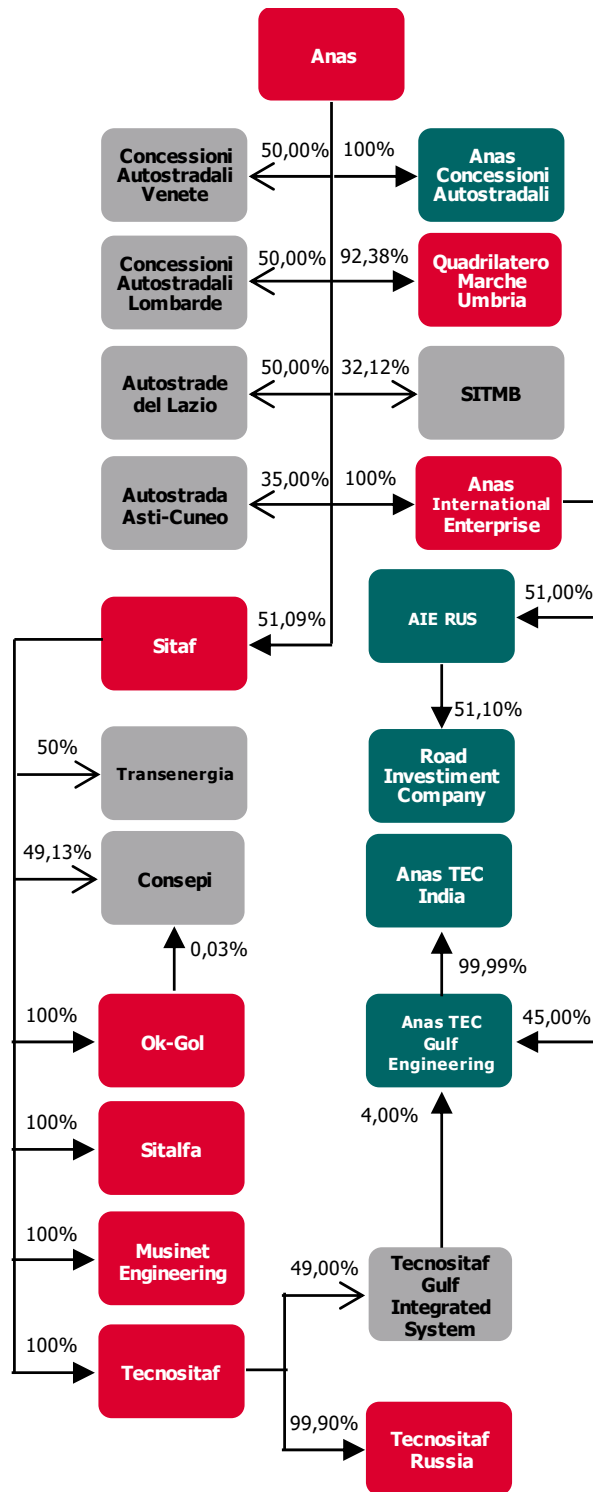 Anas
Concessioni
Autostradali
Venete
50,00%
100%
Anas
Concessioni
Autostradali
Concessioni
Autostradali
Lombarde
50,00%
92,38%
Quadrilatero
Marche
Umbria
Autostrade
del Lazio
50,00%
32,12%
SITMB
Autostrada
Asti-Cuneo
35,00%
100%
Anas
International
Enterprise
Sitaf
51,09%
AIE RUS
51,00%
51,10%
50%
Transenergia
Road
Investiment
Company
49,13%
Consepi
Anas TEC
India
0,03%
99,99%
100%
Ok-Gol
Anas TEC
Gulf
Engineering
45,00%
4,00%
100%
Sitalfa
100%
Musinet
Engineering
49,00%
Tecnositaf
Gulf
Integrated
System
100%
Tecnositaf
99,90%
Tecnositaf
Russia